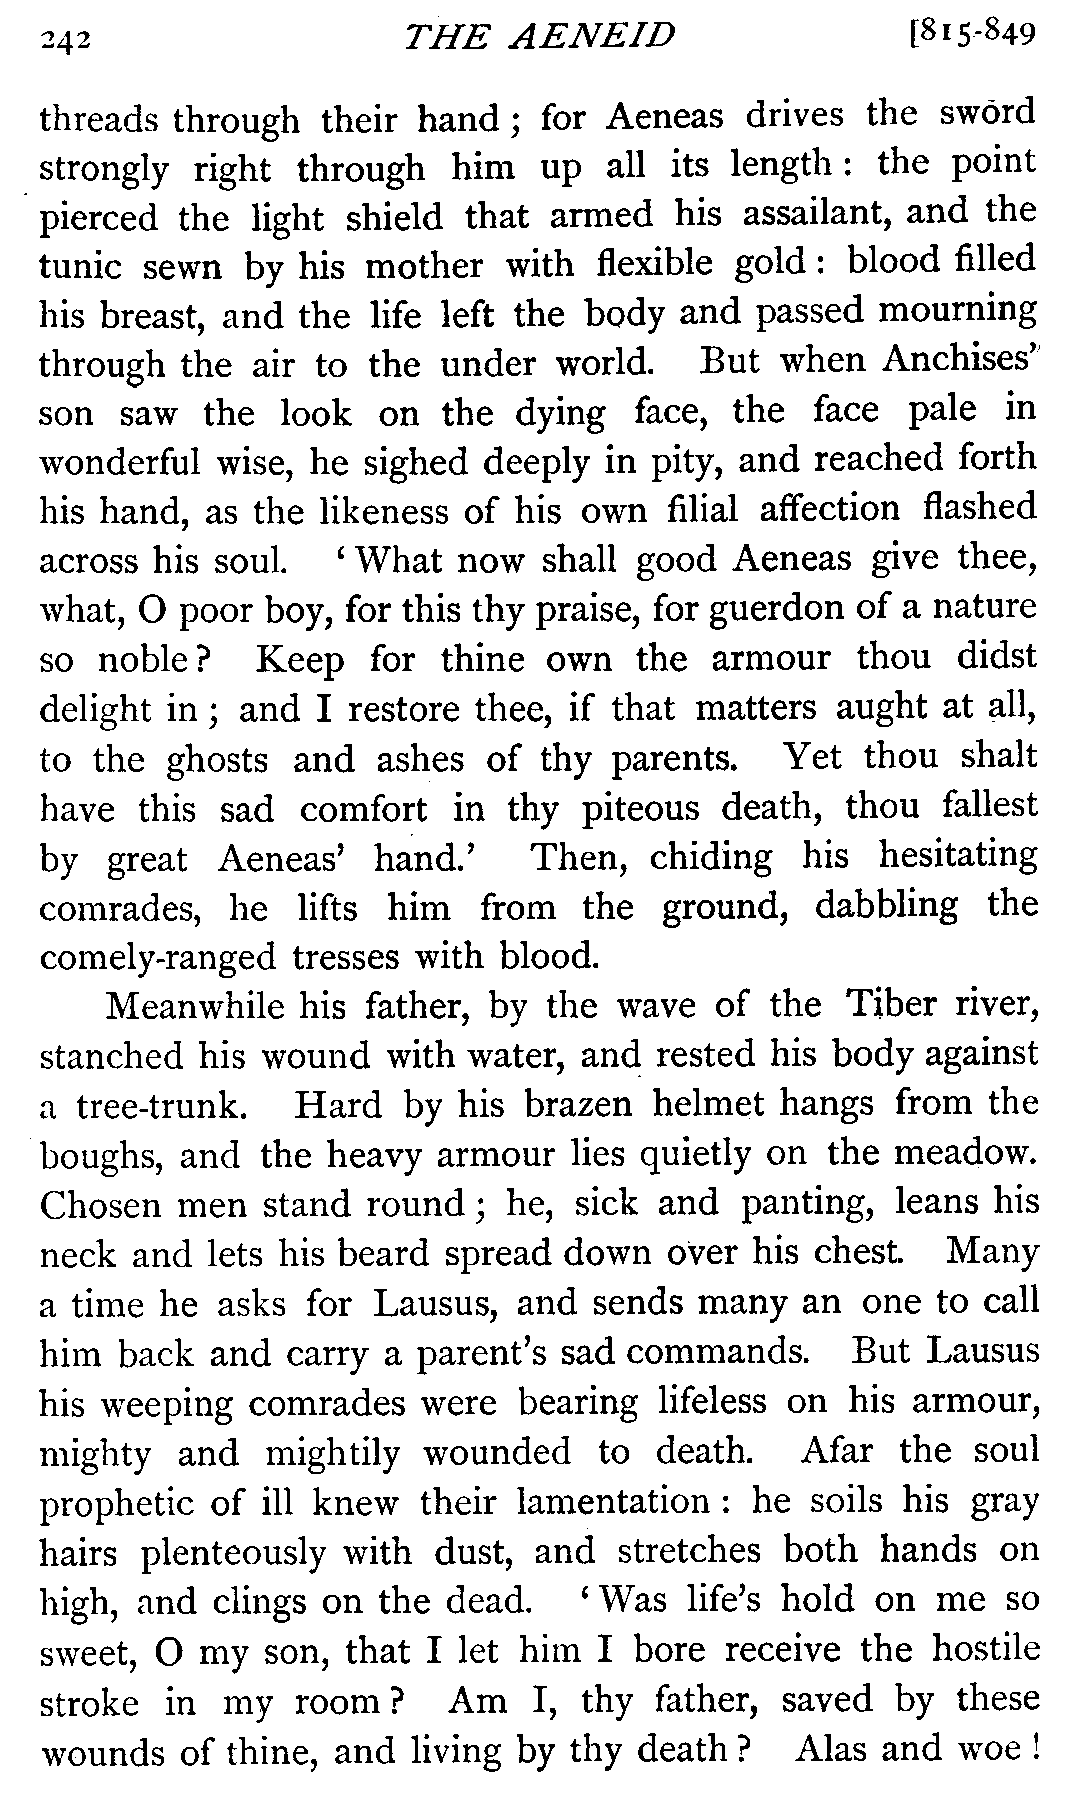 242 THE AENEID [815-849
threads through their hand ; for Aeneas drives the sword
strongly right through him up all its length : the point
pierced the light shield that armed his assailant, and the
tunic sewn by his mother with flexible gold : blood filled
his breast, and the life left the body and passed mourning
through the air to the under world. But when Anchises'
son saw the look on the dying face, the face pale in
wonderful wise, he sighed deeply in pity, and reached forth
his hand, as the likeness of his own filial affection flashed
across his soul. ‘ What now shall good Aeneas give thee,
what, O poor boy, for this thy praise, for guerdon of a nature
so noble ? Keep for thine own the armour thou didst
delight in ; and I restore thee, if that matters aught at all,
to the ghosts and ashes of thy parents. Yet thou shalt
have this sad comfort in thy piteous death, thou fallest
by great Aeneas’ hand.’ Then, chiding his hesitating
comrades, he lifts him from the ground, dabbling the
comely-ranged tresses with blood.
Meanwhile his father, by the wave of the Tiber river,
stanched his wound with water, and rested his body against
a tree-trunk. Hard by his brazen helmet hangs from the
boughs, and the heavy armour lies quietly on the meadow.
Chosen men stand round ; he, sick and panting, leans his
neck and lets his beard spread down over his chest. Many
a time he asks for Lausus, and sends many an one to call
him back and carry a parent's sad commands. But Lausus
his weeping comrades were bearing lifeless on his armour,
mighty and mightily wounded to death. Afar the soul
prophetic of ill knew their lamentation : he soils his gray
hairs plenteously with dust, and stretches both hands on
high, and clings on the dead. ‘ Was life's hold on me so
sweet, O my son, that I let him I bore receive the hostile
stroke in my room ? Am I, thy father, saved by these
wounds of thine, and living by thy death ? Alas and woe !